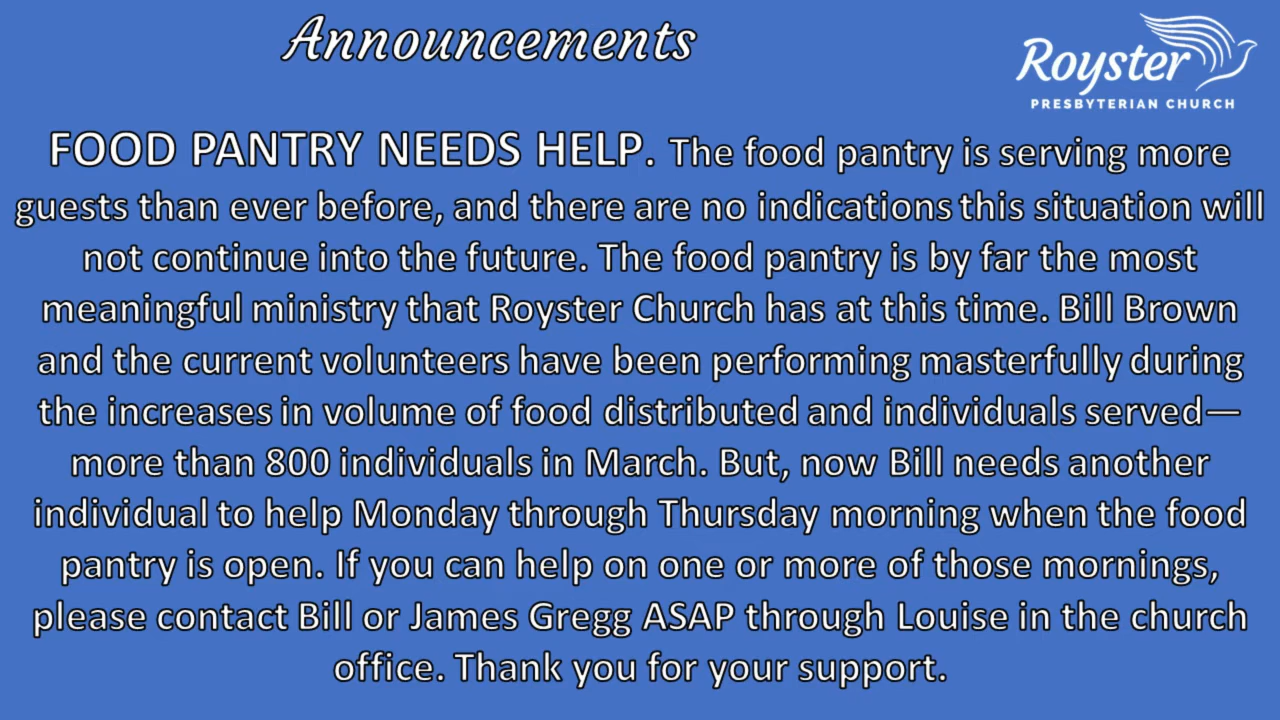 Announcements
Royster
PRESBYTERIAN CHURCH
FOOD PANTRY NEEDS HELP. The food pantry is serving more
guests than ever before, and there are no indications this situation will
not continue into the future. The food pantry is by far the most
meaningful ministry that Royster Church has at this time. Bill Brown
and the current volunteers have been performing masterfully during
the increases in volume of food distributed and individuals served—
more than 800 individuals in March. But, now Bill needs another
individual to help Monday through Thursday morning when the food
pantry is open. If you can help on one or more of those mornings,
please contact Bill or James Gregg ASAP through Louise in the church
office. Thank you for your support.